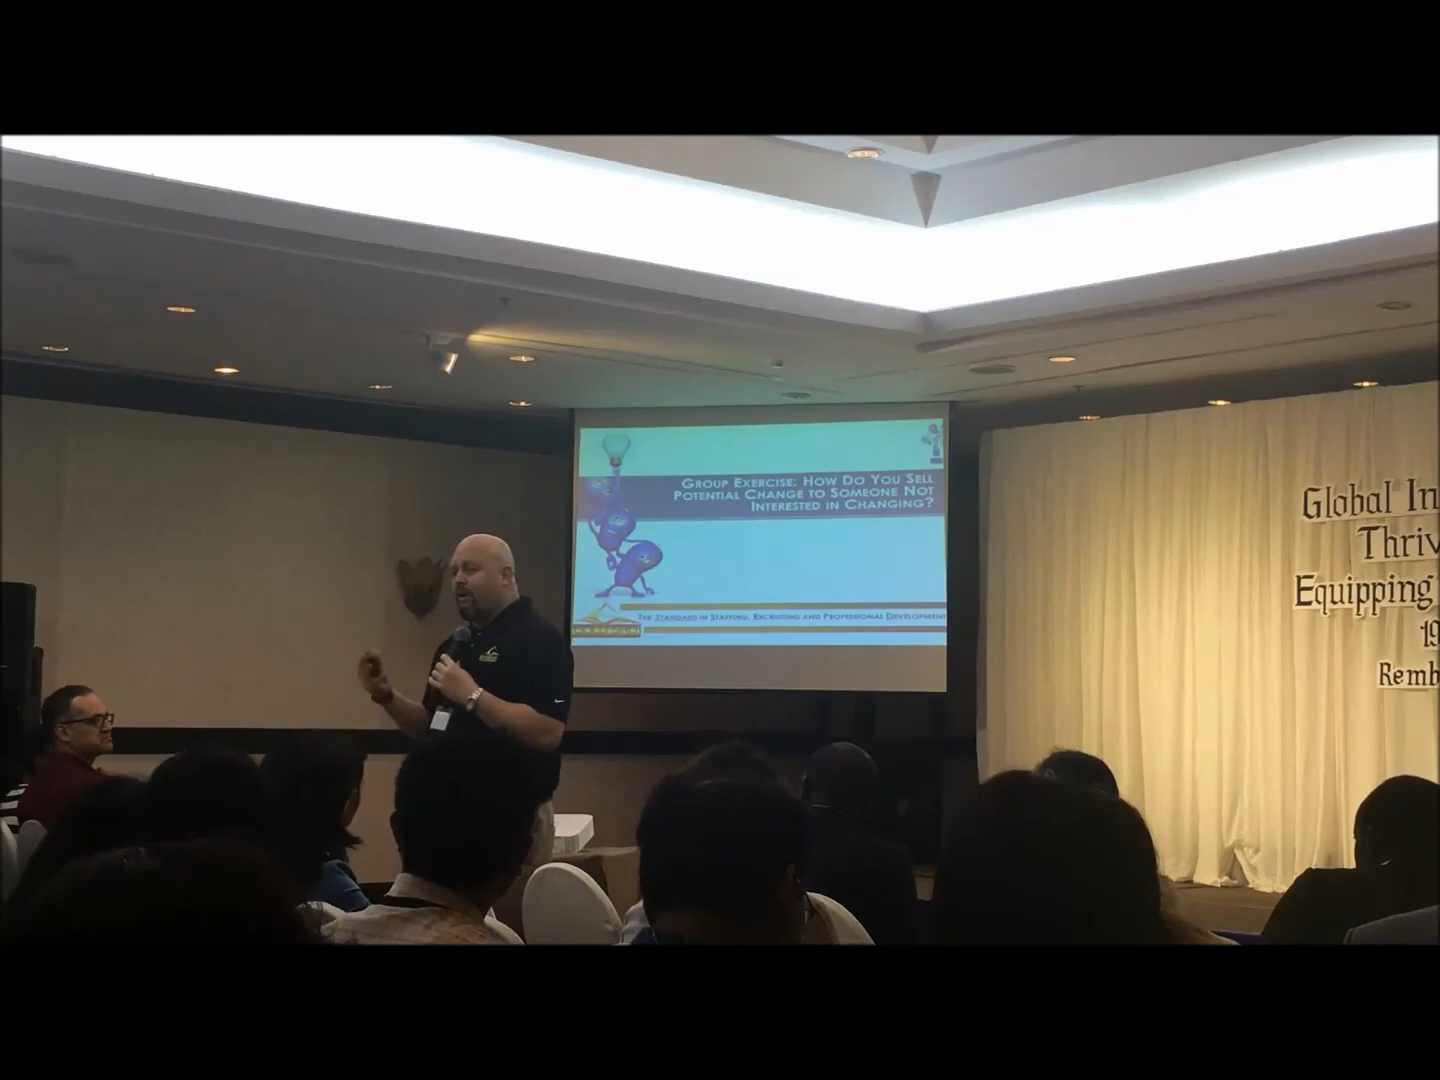 GROUP EXERCISE: HOW DO YOU SELL
POTENTIAL CHANGE TO SOMEONE NOT
INTERESTED IN CHANGING?
THE STANDARD IN STAFFING, RECRUITING AND PROFESSIONAL DEVELOPMENT
Global In
Thriv
Equipping
19
Remb